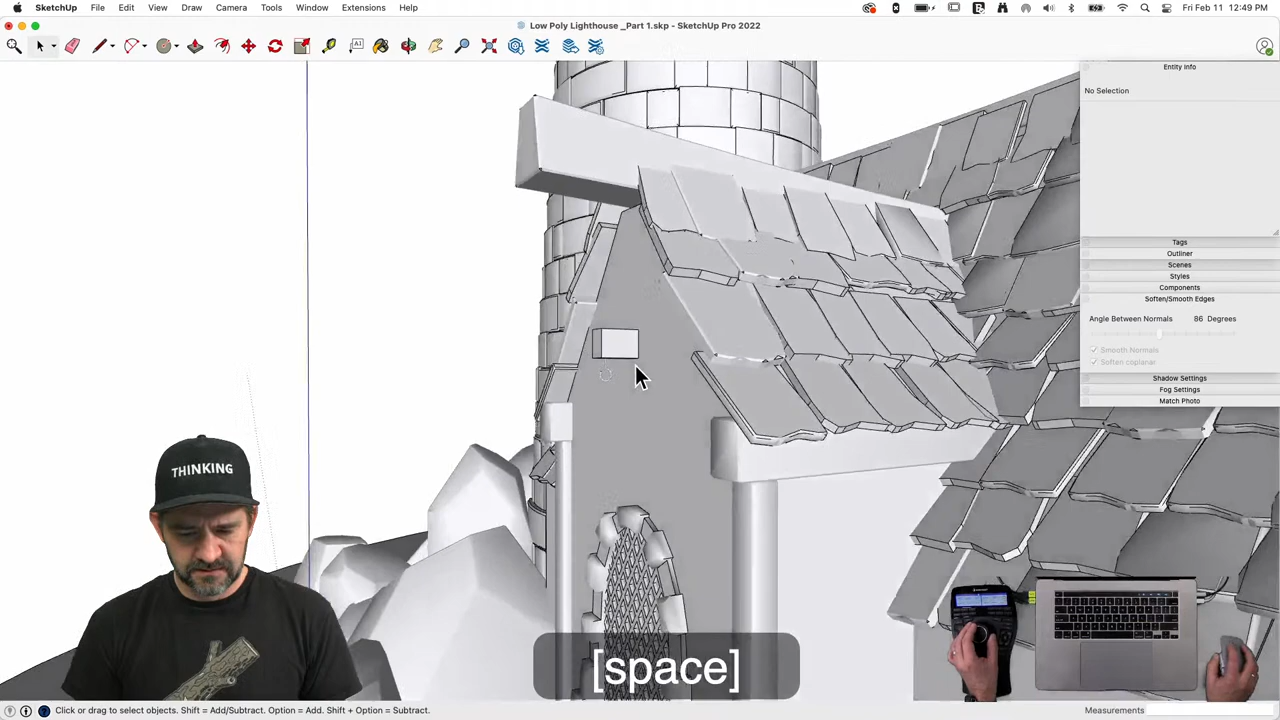 SketchUp File Edit View Draw Camera Tools Window Extensions Help
Fri Feb 11 12:49 PM
Low Poly Lighthouse _Part 1.skp - SketchUp Pro 2022
Entity Info
No Selection
Tags
Outliner
Scenes
Styles
Components
Soften/Smooth Edges
Angle Between Normals 86 Degrees
Smooth Normals
Soften coplanar
Shadow Settings
Fog Settings
Match Photo
THINKING
[space]
Click or drag to select objects. Shift = Add/Subtract. Option = Add. Shift + Option = Subtract.
Measurements